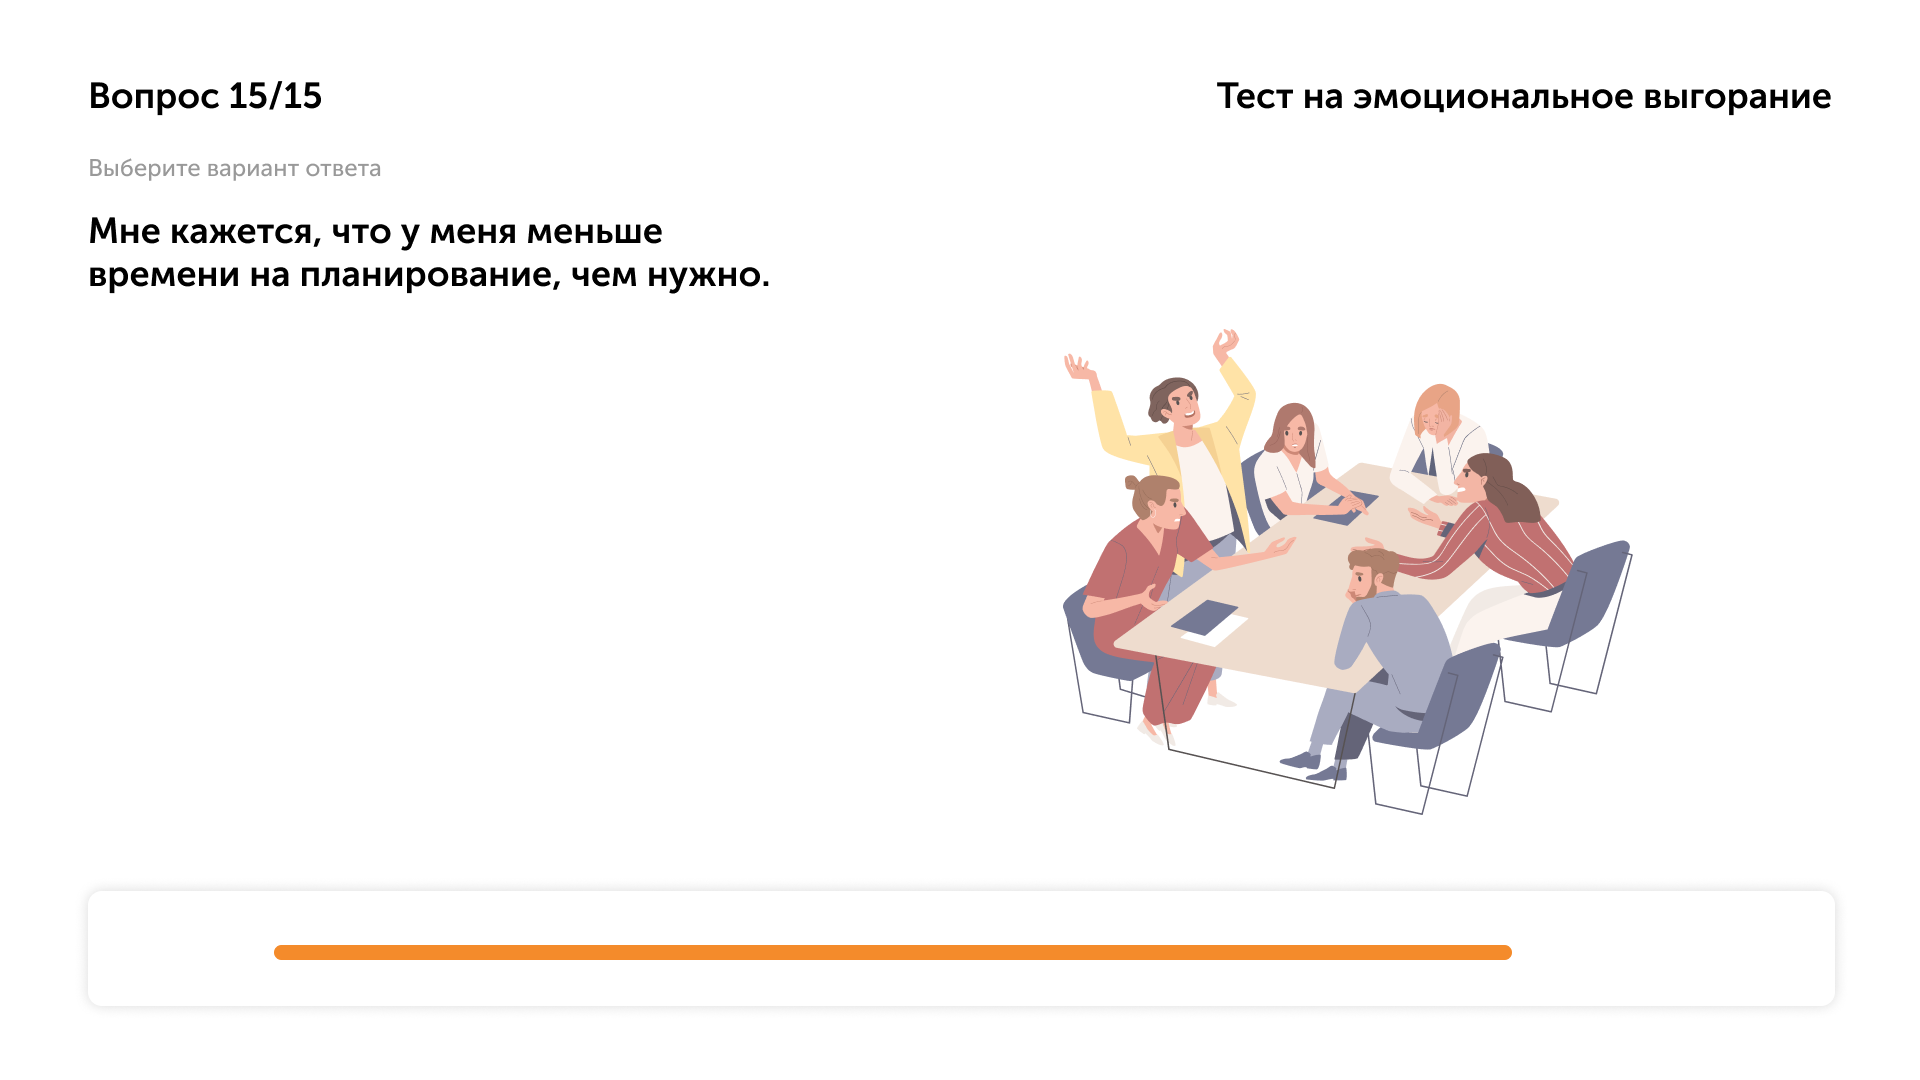 Вопрос 15/15
Тест на эмоциональное выгорание
Выберите вариант ответа
Мне кажется, что у меня меньше
времени на планирование, чем нужно.